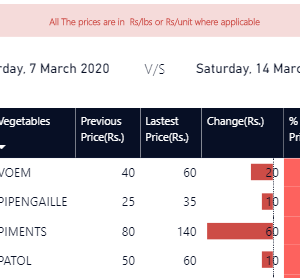 All The prices are in Rs/lbs or Rs/unit where applicable
rday, 7 March 2020 V/S Saturday, 14 Marc
Vegetables Previous Price(Rs.) Lastest Price(Rs.) Change(Rs.) %
VOEM 40 60 20
PIPENGAILLE 25 35 10
PIMENTS 80 140 60
PATOL 50 60 10